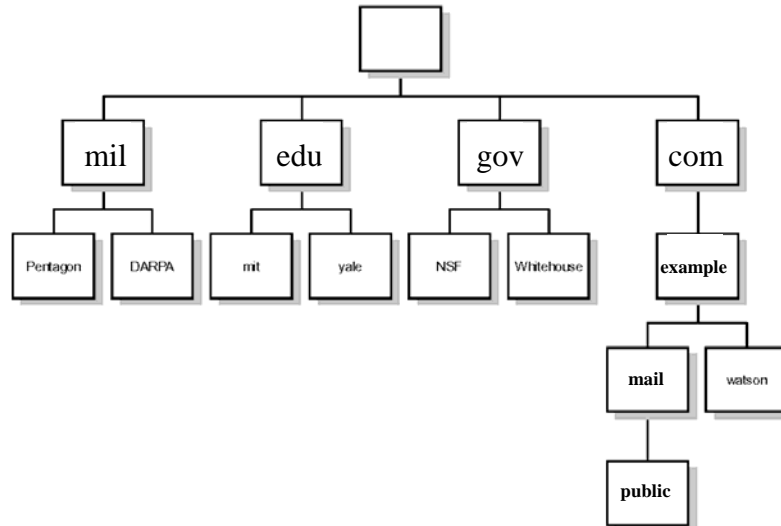 mil
edu
gov
com
Pentagon
DARPA
mit
yale
NSF
Whitehouse
example
mail
watson
public